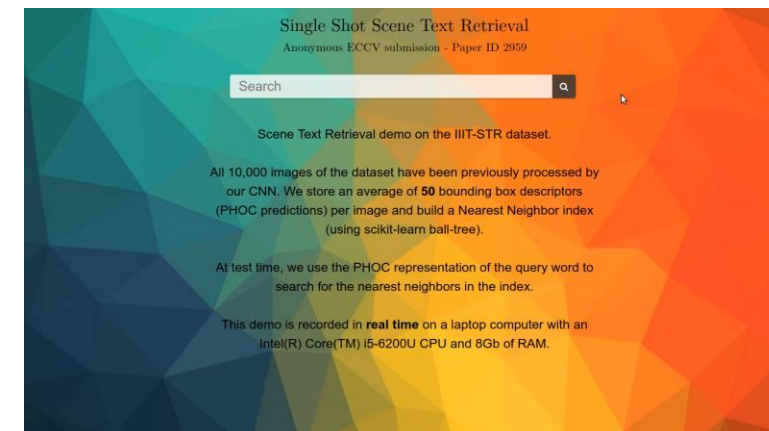 Single Shot Scene Text Retrieval
Anonymous ECCV submission - Paper ID 2959
Search
Scene Text Retrieval demo on the IIIT-STR dataset.
All 10,000 images of the dataset have been previously processed by
our CNN. We store an average of 50 bounding box descriptors
(PHOC predictions) per image and build a Nearest Neighbor index
(using scikit-learn ball-tree).
At test time, we use the PHOC representation of the query word to
search for the nearest neighbors in the index.
This demo is recorded in real time on a laptop computer with an
Intel(R) Core(TM) i5-6200U CPU and 8Gb of RAM.